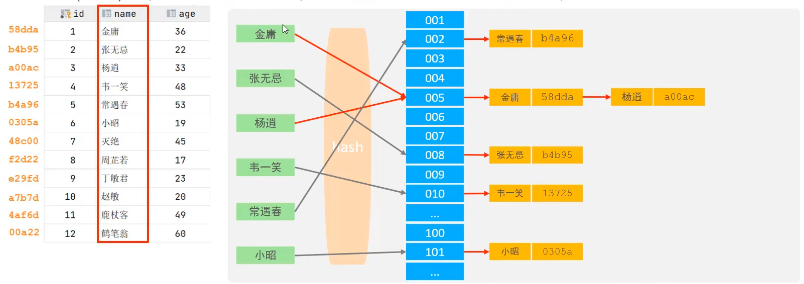 id name age
58dda 1 金庸 36
b4b95 2 张无忌 22
a00ac 3 杨逍 33
13725 4 韦一笑 48
b4a96 5 常遇春 53
0305a 6 小昭 19
48c00 7 灭绝 45
f2d22 8 周芷若 17
e29fd 9 丁敏君 23
a7b7d 10 赵敏 20
4af6d 11 鹿杖客 49
00a22 12 鹤笔翁 60
金庸
张无忌
杨逍
韦一笑
常遇春
小昭
hash
001
002
003
004
005
006
007
008
009
010
...
100
101
...
常遇春 b4a96
金庸 58dda 杨逍 a00ac
张无忌 b4b95
韦一笑 13725
小昭 0305a